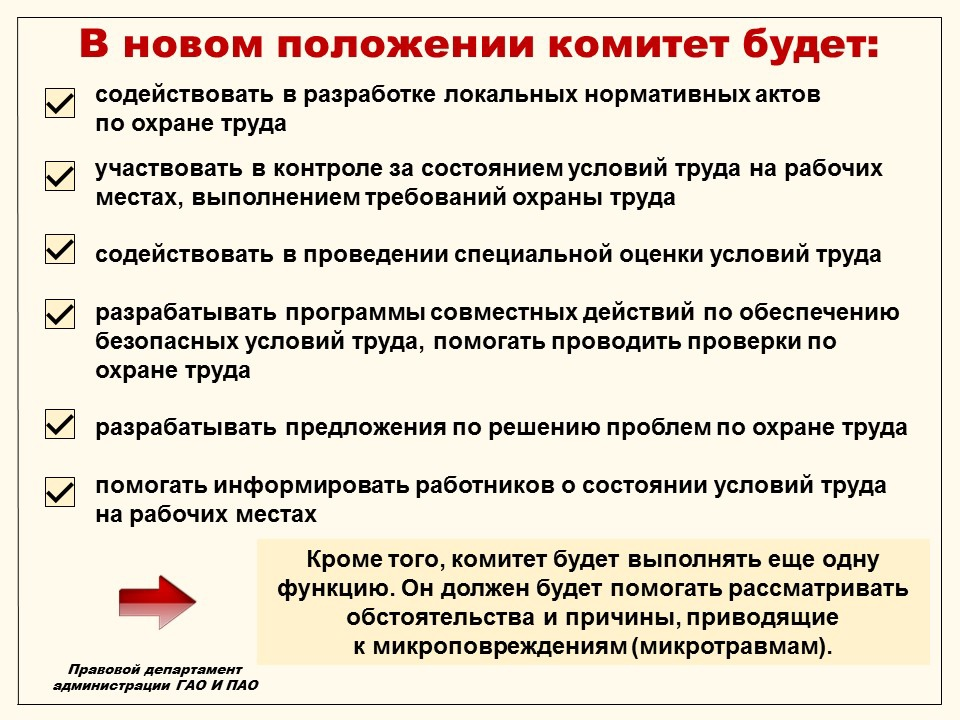 В новом положении комитет будет:
содействовать в разработке локальных нормативных актов
по охране труда
участвовать в контроле за состоянием условий труда на рабочих
местах, выполнением требований охраны труда
содействовать в проведении специальной оценки условий труда
разрабатывать программы совместных действий по обеспечению
безопасных условий труда, помогать проводить проверки по
охране труда
разрабатывать предложения по решению проблем по охране труда
помогать информировать работников о состоянии условий труда
на рабочих местах
Кроме того, комитет будет выполнять еще одну
функцию. Он должен будет помогать рассматривать
обстоятельства и причины, приводящие
к микроповреждениям (микротравмам).
Правовой департамент
администрации ГАО И ПАО